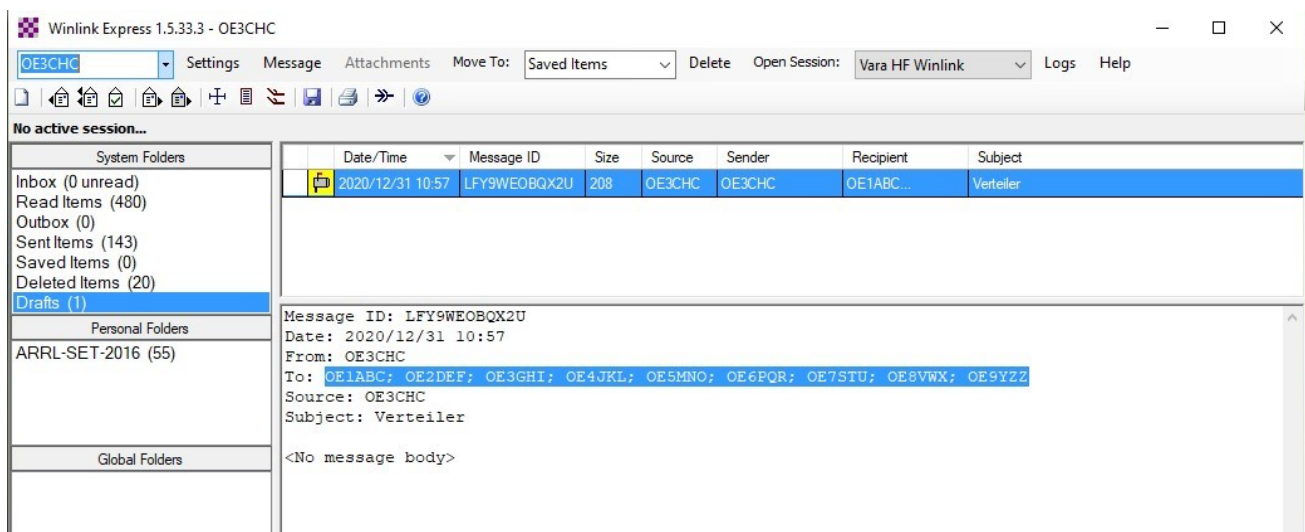 Winlink Express 1.5.33.3 - OE3CHC
OE3CHC Settings Message Attachments Move To: Saved Items Delete Open Session: Vara HF Winlink Logs Help
No active session...
System Folders
Inbox (0 unread)
Read Items (480)
Outbox (0)
Sent Items (143)
Saved Items (0)
Deleted Items (20)
Drafts (1)
Personal Folders
ARRL-SET-2016 (55)
Global Folders
Date/Time Message ID Size Source Sender Recipient Subject
2020/12/31 10:57 LFY9WEOBQX2U 208 OE3CHC OE3CHC OE1ABC... Verteiler
Message ID: LFY9WEOBQX2U
Date: 2020/12/31 10:57
From: OE3CHC
To: OE1ABC; OE2DEF; OE3GHI; OE4JKL; OE5MNO; OE6PQR; OE7STU; OE8VWX; OE9YZZ
Source: OE3CHC
Subject: Verteiler
<No message body>